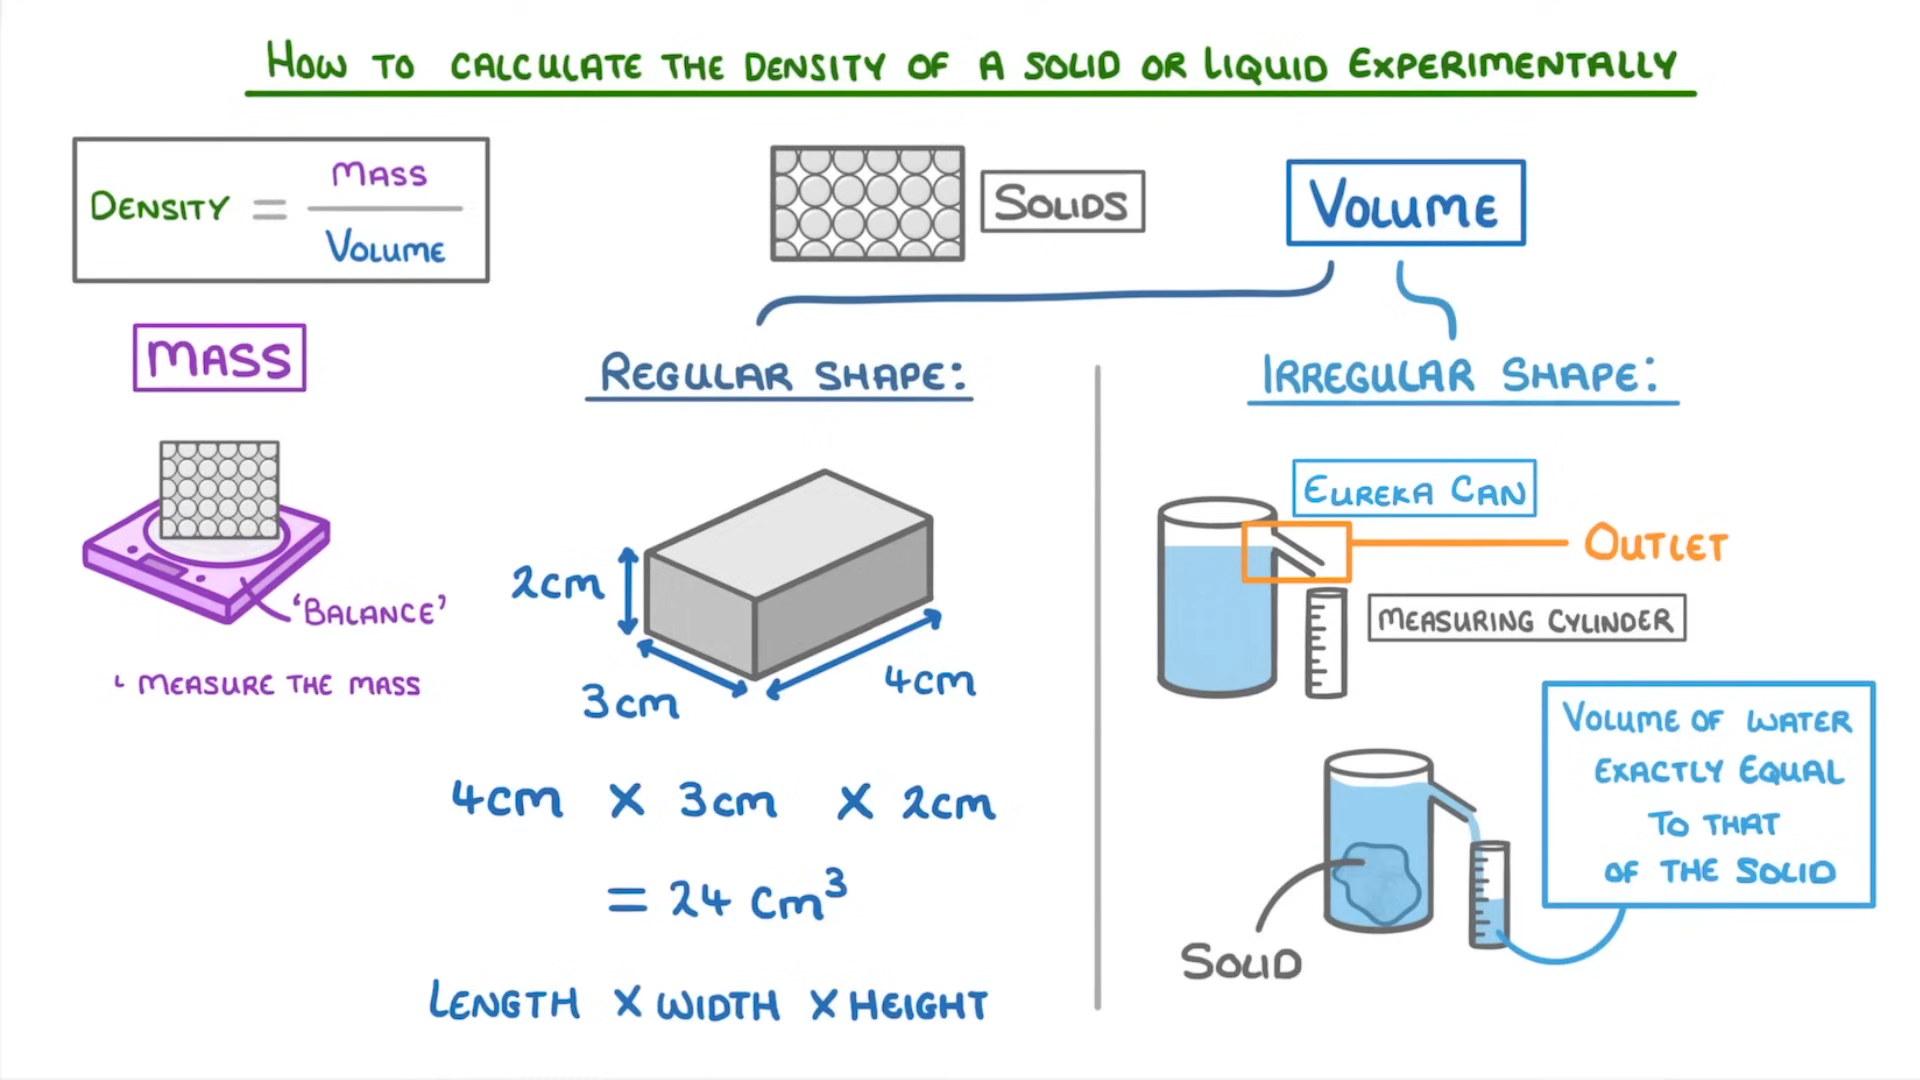 HOW TO CALCULATE THE DENSITY OF A SOLID OR LIQUID EXPERIMENTALLY
DENSITY = MASS
VOLUME
SOLIDS
VOLUME
MASS
'BALANCE'
MEASURE THE MASS
REGULAR SHAPE:
2cm
3cm
4cm
4cm X 3cm X 2cm
= 24 cm³
LENGTH X WIDTH X HEIGHT
IRREGULAR SHAPE:
EUREKA CAN
OUTLET
MEASURING CYLINDER
VOLUME OF WATER
EXACTLY EQUAL
TO THAT
OF THE SOLID
SOLID